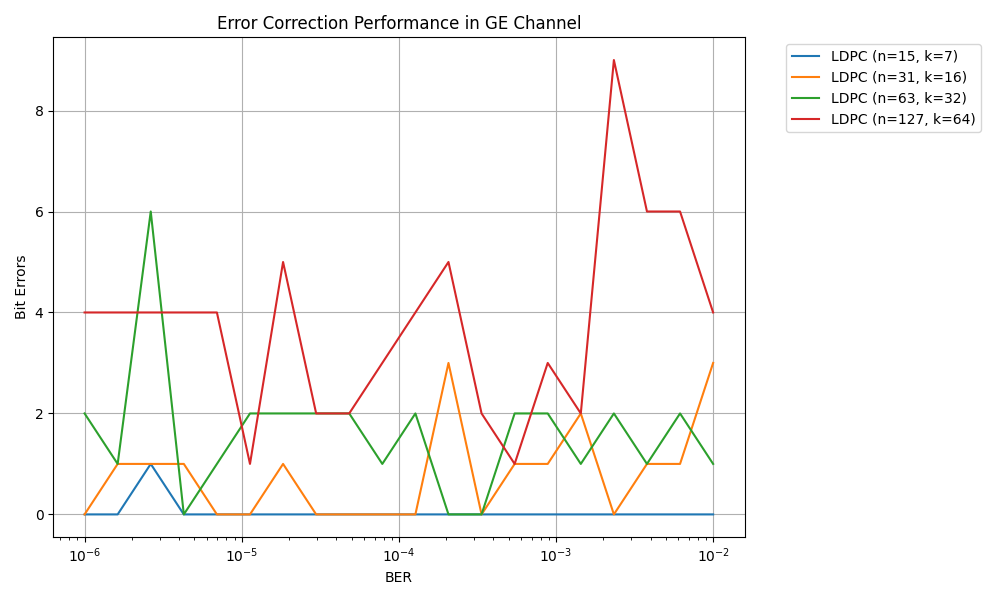 Error Correction Performance in GE Channel
LDPC (n=15, k=7)
LDPC (n=31, k=16)
LDPC (n=63, k=32)
LDPC (n=127, k=64)
Bit Errors
8
6
4
2
0
10⁻⁶ 10⁻⁵ 10⁻⁴ 10⁻³ 10⁻²
BER